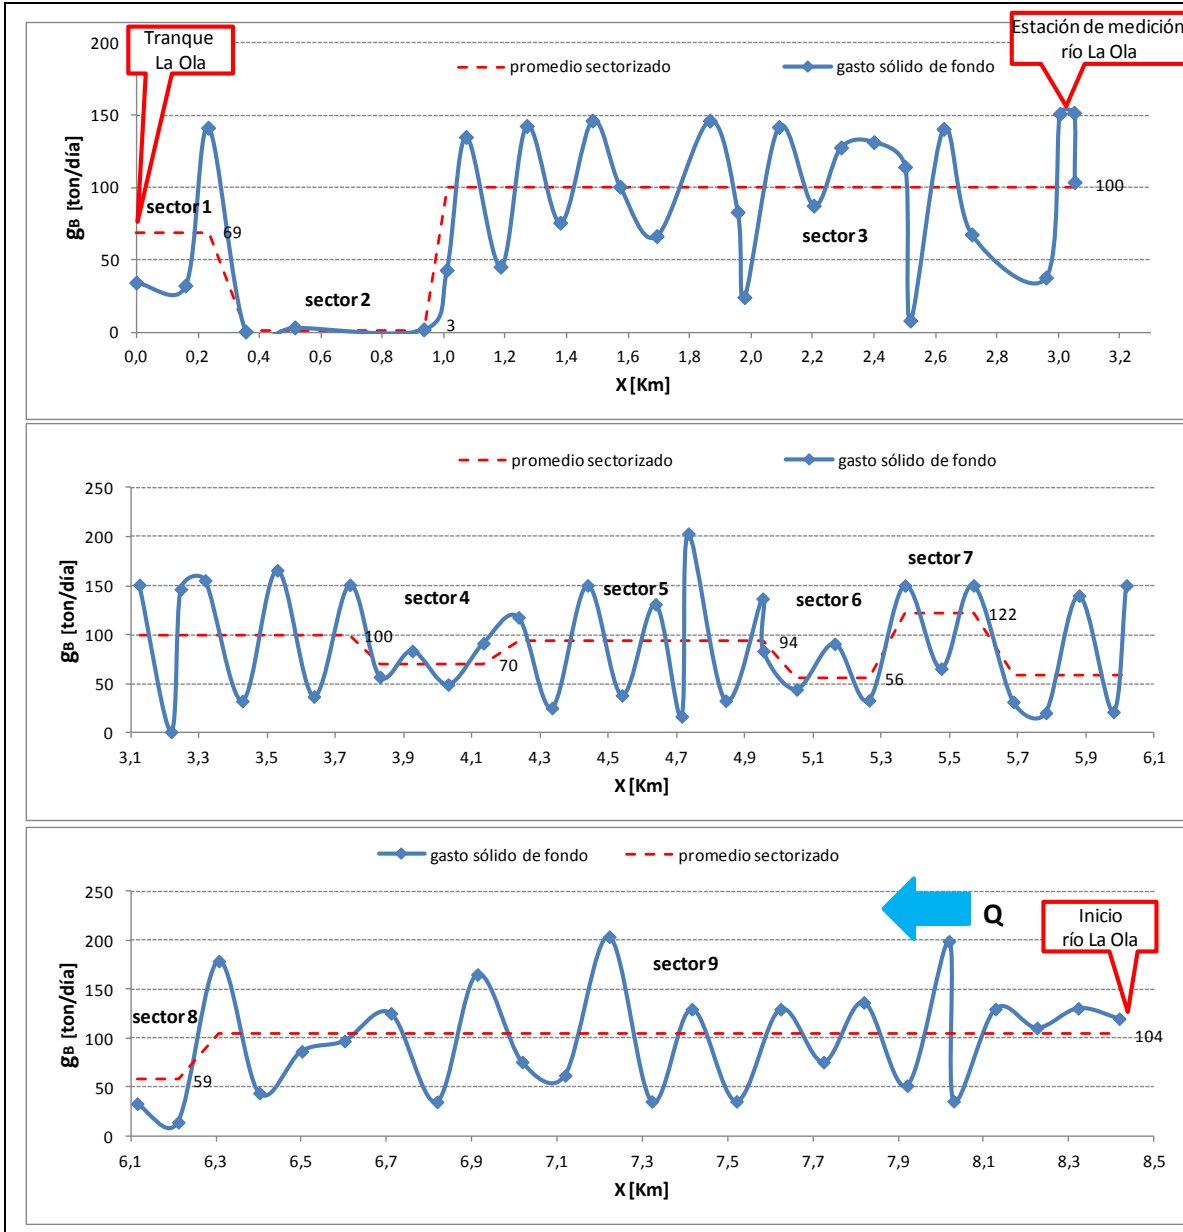 Tranque
La Ola
Estación de medición
río La Ola
promedio sectorizado
gasto sólido de fondo
gB [ton/día]
200
150
100
50
0
sector 1
69
sector 2
3
sector 3
100
0,0 0,2 0,4 0,6 0,8 1,0 1,2 1,4 1,6 1,8 2,0 2,2 2,4 2,6 2,8 3,0 3,2
X [Km]
promedio sectorizado
gasto sólido de fondo
gB [ton/día]
250
200
150
100
50
0
100
sector 4
70
sector 5
94
sector 6
56
sector 7
122
3,1 3,3 3,5 3,7 3,9 4,1 4,3 4,5 4,7 4,9 5,1 5,3 5,5 5,7 5,9 6,1
X [Km]
gasto sólido de fondo
promedio sectorizado
gB [ton/día]
250
200
150
100
50
0
Q
Inicio
río La Ola
sector 8
59
sector 9
104
6,1 6,3 6,5 6,7 6,9 7,1 7,3 7,5 7,7 7,9 8,1 8,3 8,5
X [Km]